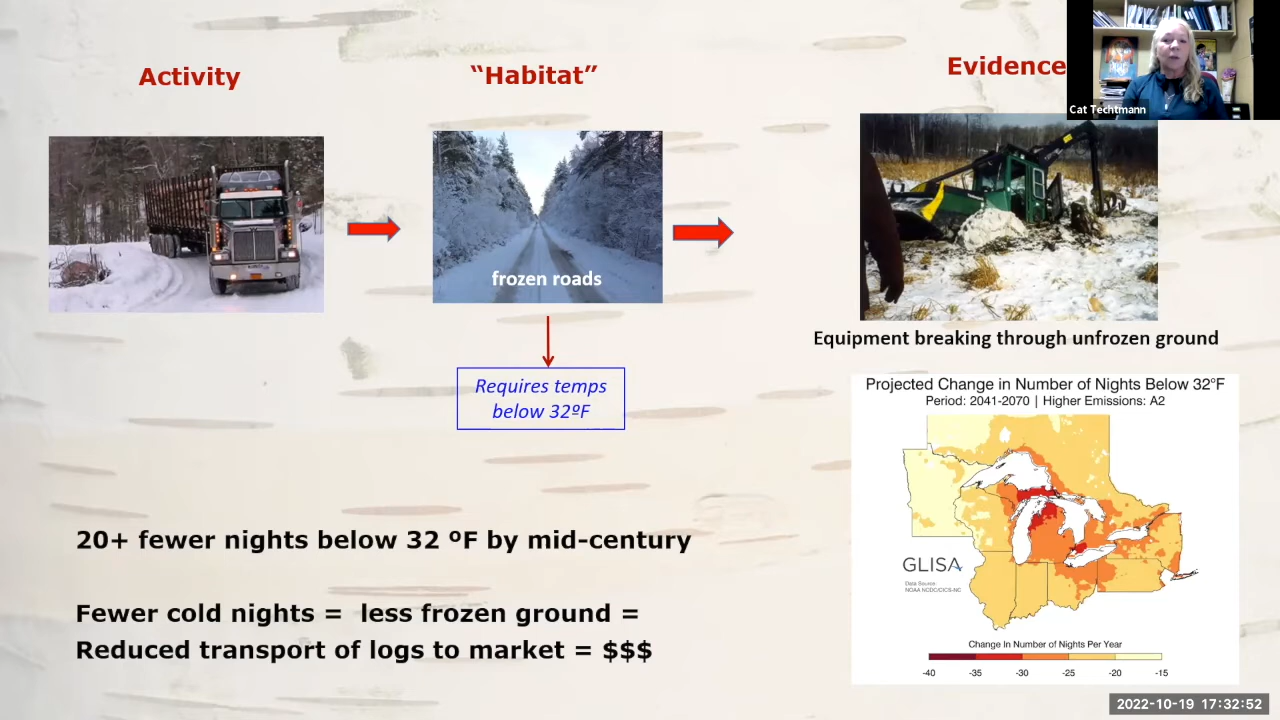 Activity
“Habitat”
Evidence
Cat Techtmann
frozen roads
Equipment breaking through unfrozen ground
Requires temps
below 32ºF
Projected Change in Number of Nights Below 32°F
Period: 2041-2070 | Higher Emissions: A2
GLISA
Data Source:
NOAA NCDC/CICS-NC
Change In Number of Nights Per Year
-40 -35 -30 -25 -20 -15
20+ fewer nights below 32 ºF by mid-century
Fewer cold nights = less frozen ground =
Reduced transport of logs to market = $$$
2022-10-19 17:32:52